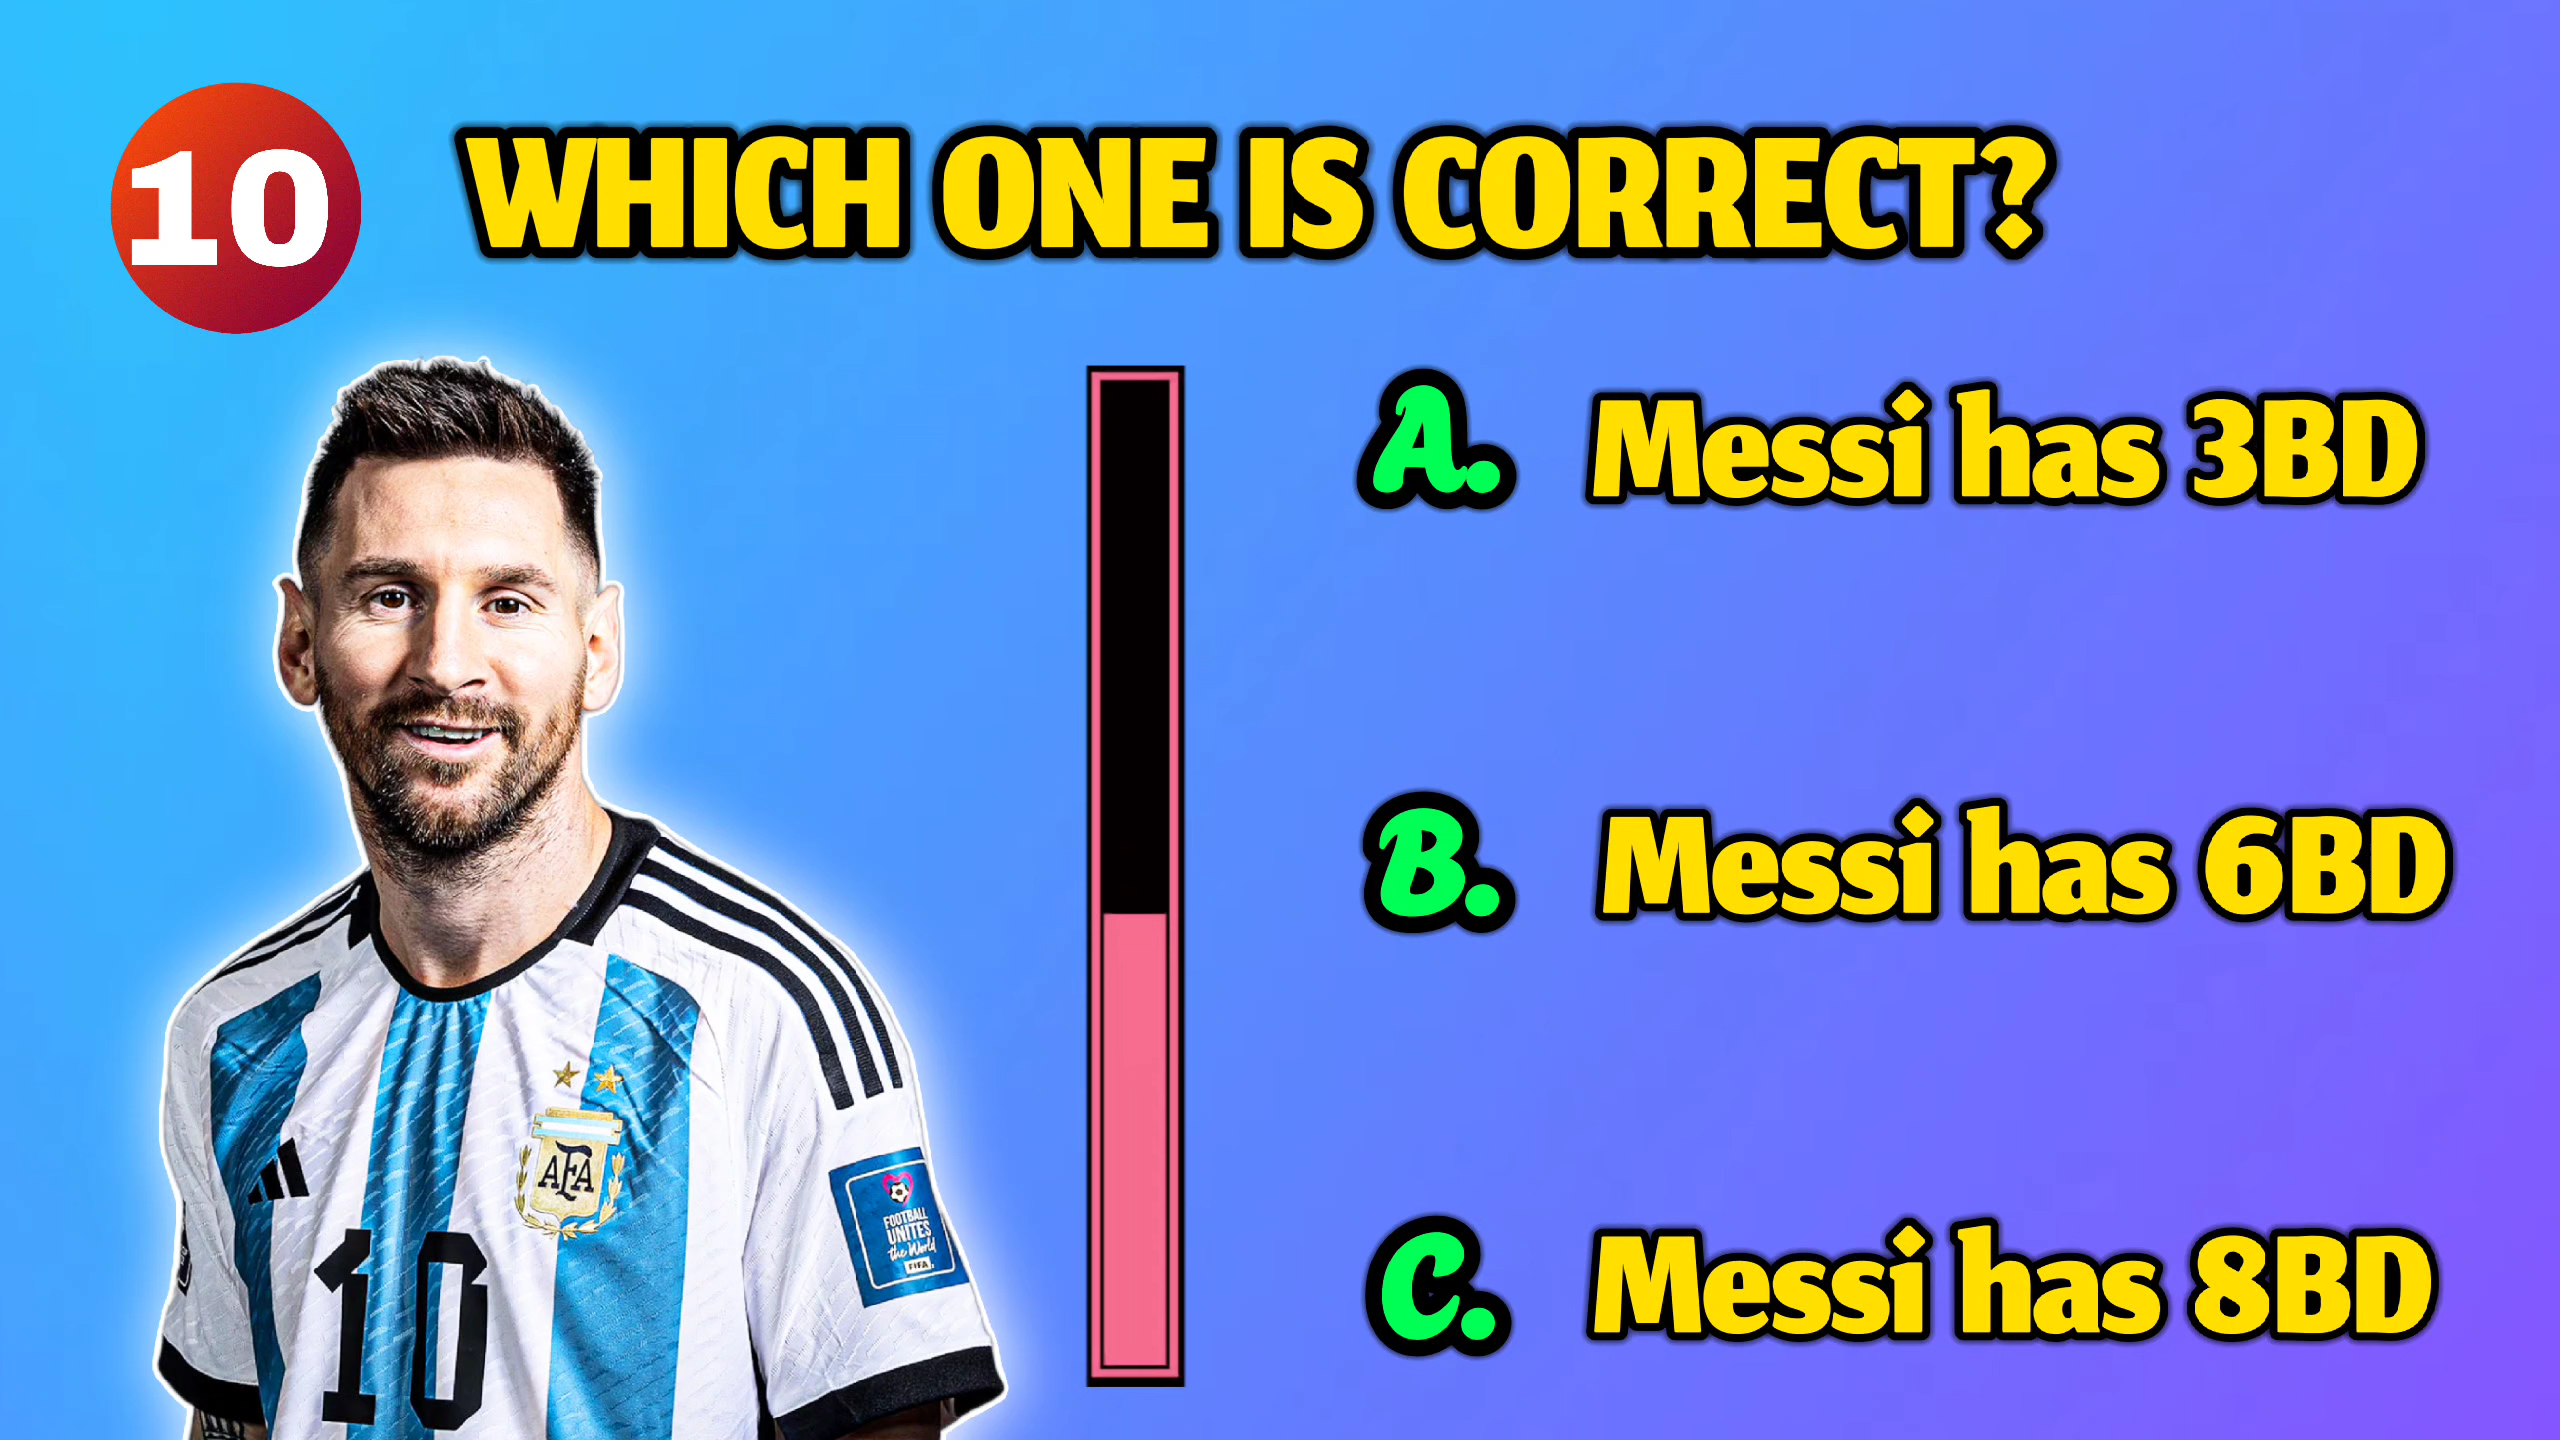 10
WHICH ONE IS CORRECT?
A. Messi has 3BD
B. Messi has 6BD
C. Messi has 8BD
AFA
10
FOOTBALL
UNITES
the World
FIFA